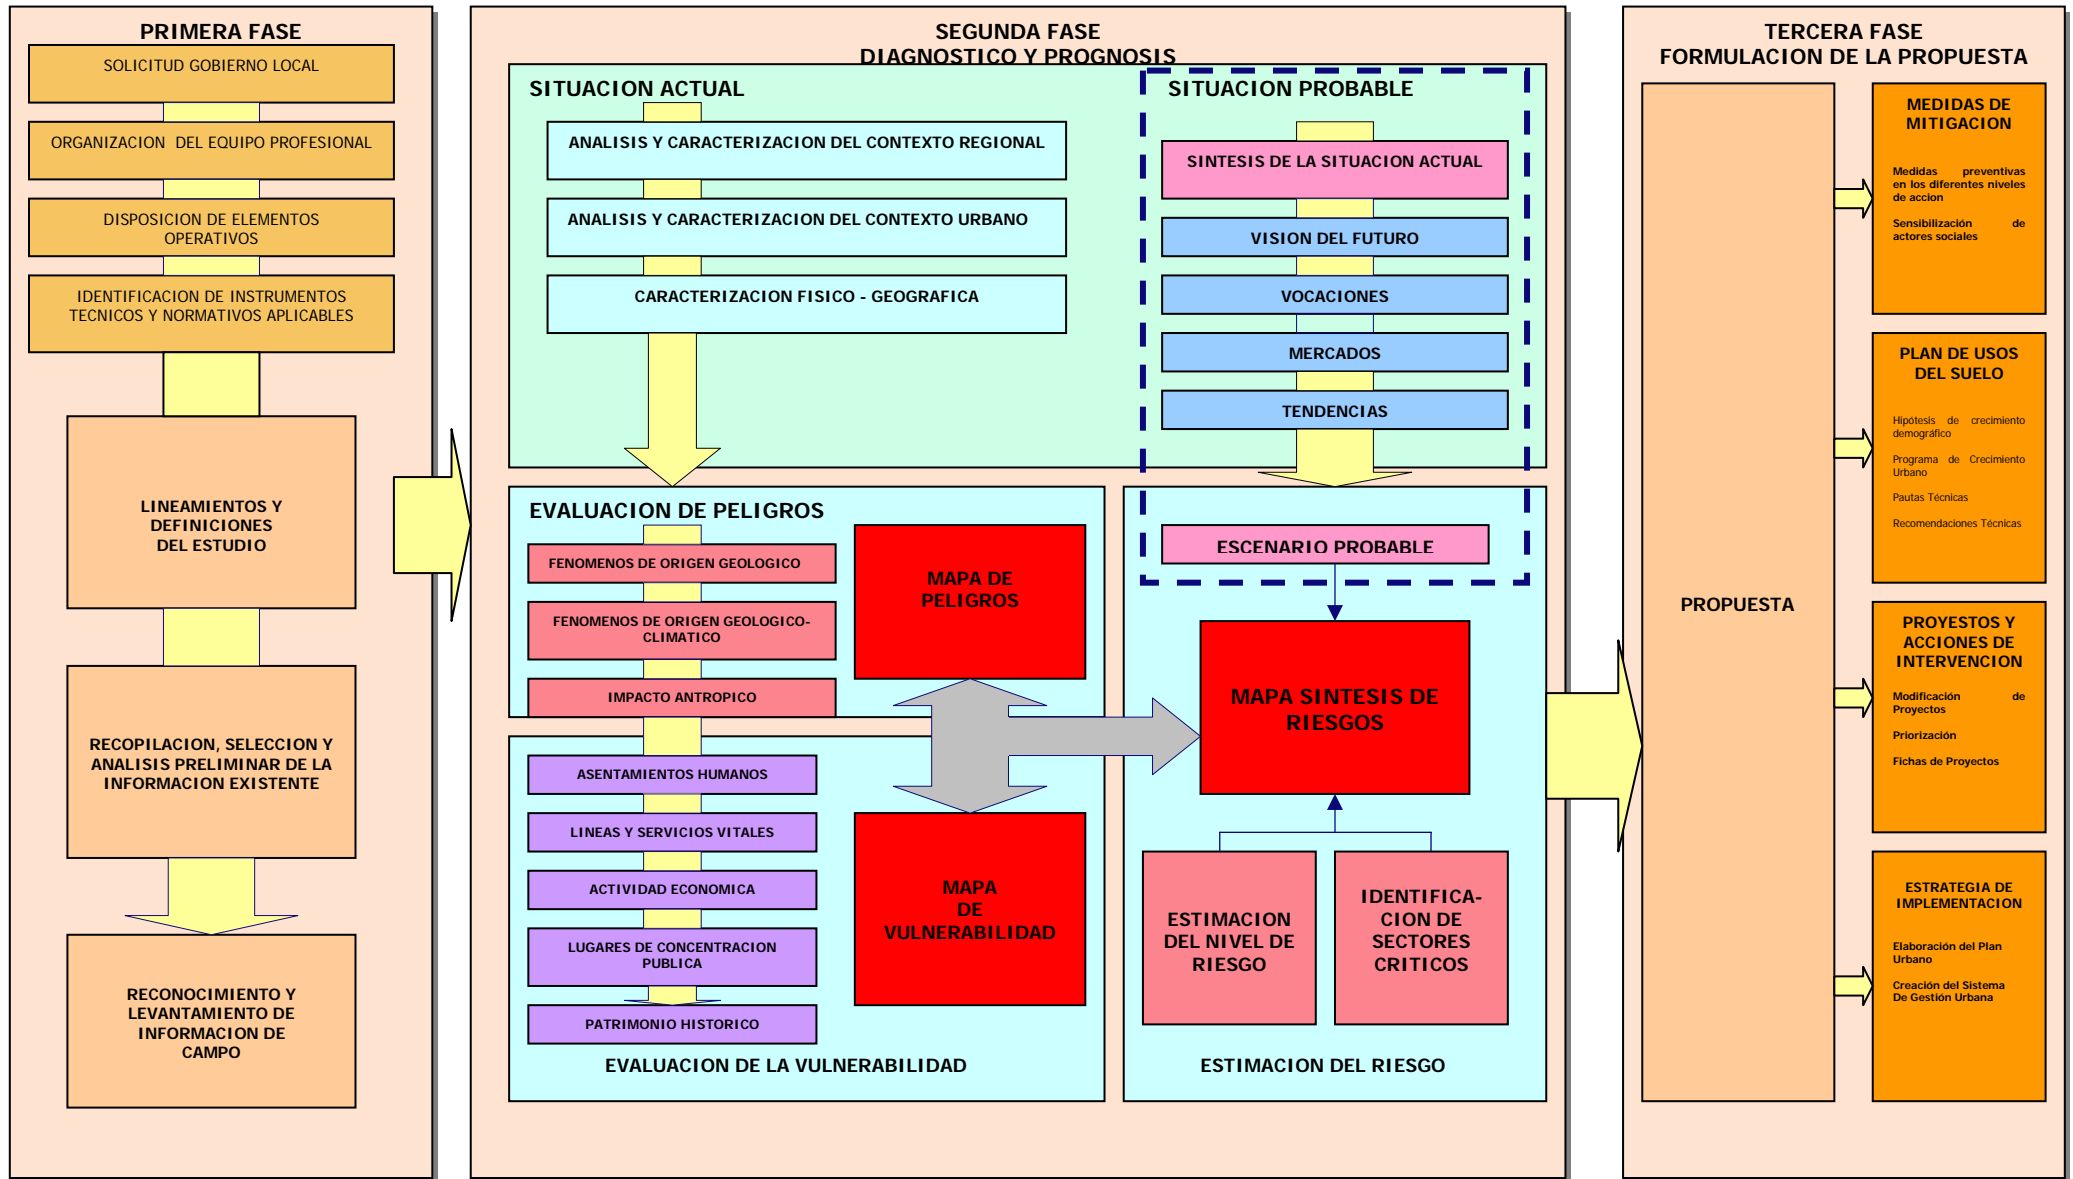 PRIMERA FASE
SOLICITUD GOBIERNO LOCAL
ORGANIZACION DEL EQUIPO PROFESIONAL
DISPOSICION DE ELEMENTOS
OPERATIVOS
IDENTIFICACION DE INSTRUMENTOS
TECNICOS Y NORMATIVOS APLICABLES
LINEAMIENTOS Y
DEFINICIONES
DEL ESTUDIO
RECOPILACION, SELECCION Y
ANALISIS PRELIMINAR DE LA
INFORMACION EXISTENTE
RECONOCIMIENTO Y
LEVANTAMIENTO DE
INFORMACION DE
CAMPO
SEGUNDA FASE
DIAGNOSTICO Y PROGNOSIS
SITUACION ACTUAL
ANALISIS Y CARACTERIZACION DEL CONTEXTO REGIONAL
ANALISIS Y CARACTERIZACION DEL CONTEXTO URBANO
CARACTERIZACION FISICO - GEOGRAFICA
SITUACION PROBABLE
SINTESIS DE LA SITUACION ACTUAL
VISION DEL FUTURO
VOCACIONES
MERCADOS
TENDENCIAS
EVALUACION DE PELIGROS
FENOMENOS DE ORIGEN GEOLOGICO
FENOMENOS DE ORIGEN GEOLOGICO-
CLIMATICO
IMPACTO ANTROPICO
MAPA DE
PELIGROS
ASENTAMIENTOS HUMANOS
LINEAS Y SERVICIOS VITALES
ACTIVIDAD ECONOMICA
LUGARES DE CONCENTRACION
PUBLICA
PATRIMONIO HISTORICO
MAPA
DE
VULNERABILIDAD
EVALUACION DE LA VULNERABILIDAD
ESCENARIO PROBABLE
MAPA SINTESIS DE
RIESGOS
ESTIMACION
DEL NIVEL DE
RIESGO
IDENTIFICA-
CION DE
SECTORES
CRITICOS
ESTIMACION DEL RIESGO
TERCERA FASE
FORMULACION DE LA PROPUESTA
PROPUESTA
MEDIDAS DE
MITIGACION
Medidas preventivas
en los diferentes niveles
de accion
Sensibilización de
actores sociales
PLAN DE USOS
DEL SUELO
Hipótesis de crecimiento
demográfico
Programa de Crecimiento
Urbano
Pautas Técnicas
Recomendaciones Técnicas
PROYESTOS Y
ACCIONES DE
INTERVENCION
Modificación de
Proyectos
Priorización
Fichas de Proyectos
ESTRATEGIA DE
IMPLEMENTACION
Elaboración del Plan
Urbano
Creación del Sistema
De Gestión Urbana